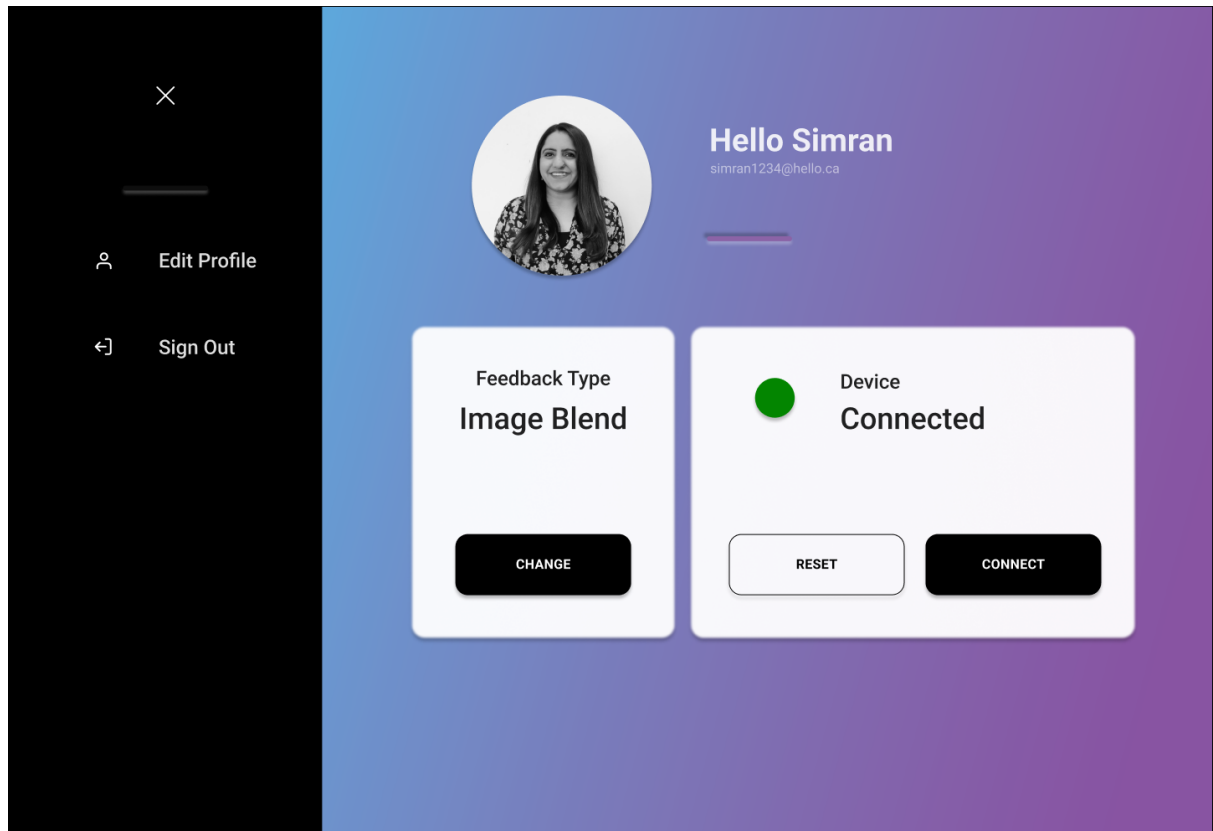 Edit Profile
Sign Out
Hello Simran
simran1234@hello.ca
Feedback Type
Image Blend
CHANGE
Device
Connected
RESET
CONNECT